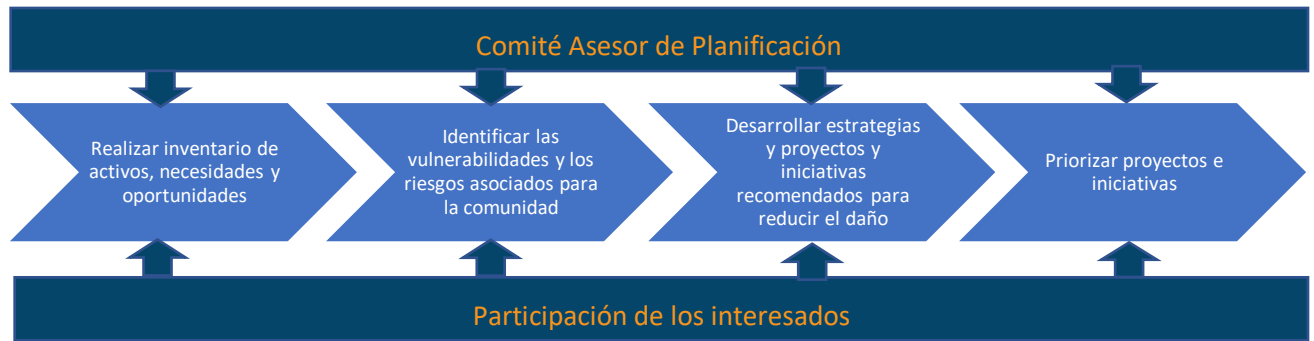 Comité Asesor de Planificación
Realizar inventario de
activos, necesidades y
oportunidades
Identificar las
vulnerabilidades y los
riesgos asociados para
la comunidad
Desarrollar estrategias
y proyectos y
iniciativas
recomendados para
reducir el daño
Priorizar proyectos e
iniciativas
Participación de los interesados